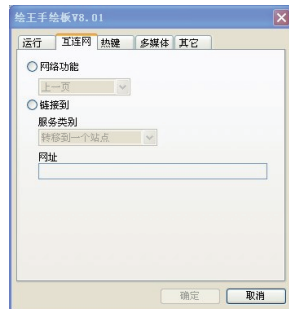 绘王手绘板V8.01
运行 互连网 热键 多媒体 其它
网络功能
上一页
链接到
服务类别
转移到一个站点
网址
确定 取消